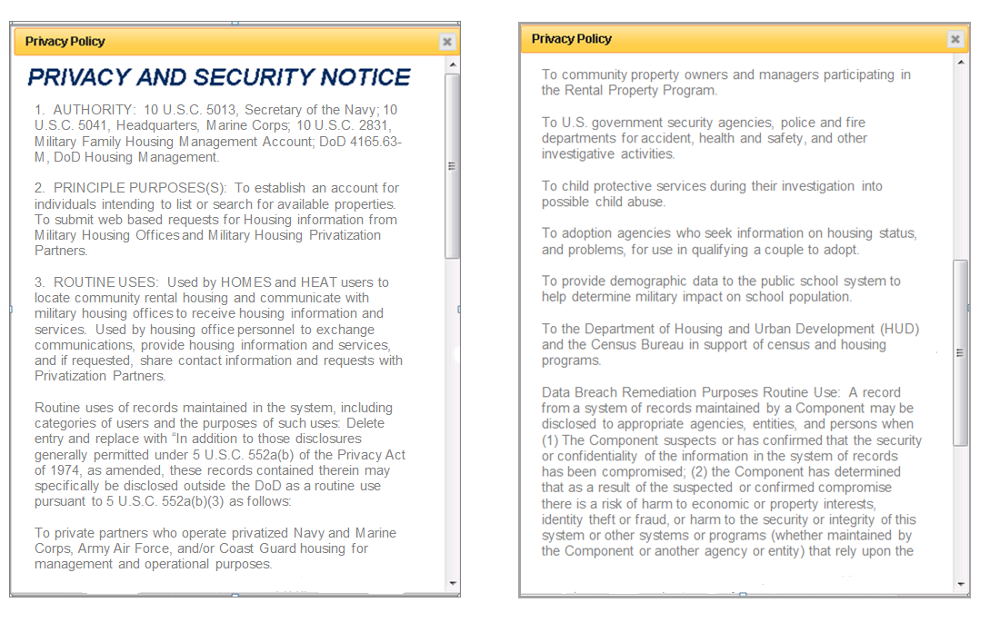 Privacy Policy
PRIVACY AND SECURITY NOTICE
1. AUTHORITY: 10 U.S.C. 5013, Secretary of the Navy; 10
U.S.C. 5041, Headquarters, Marine Corps; 10 U.S.C. 2831,
Military Family Housing Management Account; DoD 4165.63-
M, DoD Housing Management.
2. PRINCIPLE PURPOSES(S): To establish an account for
individuals intending to list or search for available properties.
To submit web based requests for Housing information from
Military Housing Offices and Military Housing Privatization
Partners.
3. ROUTINE USES: Used by HOMES and HEAT users to
locate community rental housing and communicate with
military housing offices to receive housing information and
services. Used by housing office personnel to exchange
communications, provide housing information and services,
and if requested, share contact information and requests with
Privatization Partners.
Routine uses of records maintained in the system, including
categories of users and the purposes of such uses: Delete
entry and replace with “In addition to those disclosures
generally permitted under 5 U.S.C. 552a(b) of the Privacy Act
of 1974, as amended, these records contained therein may
specifically be disclosed outside the DoD as a routine use
pursuant to 5 U.S.C. 552a(b)(3) as follows:
To private partners who operate privatized Navy and Marine
Corps, Army Air Force, and/or Coast Guard housing for
management and operational purposes.
Privacy Policy
To community property owners and managers participating in
the Rental Property Program.
To U.S. government security agencies, police and fire
departments for accident, health and safety, and other
investigative activities.
To child protective services during their investigation into
possible child abuse.
To adoption agencies who seek information on housing status,
and problems, for use in qualifying a couple to adopt.
To provide demographic data to the public school system to
help determine military impact on school population.
To the Department of Housing and Urban Development (HUD)
and the Census Bureau in support of census and housing
programs.
Data Breach Remediation Purposes Routine Use: A record
from a system of records maintained by a Component may be
disclosed to appropriate agencies, entities, and persons when
(1) The Component suspects or has confirmed that the security
or confidentiality of the information in the system of records
has been compromised; (2) the Component has determined
that as a result of the suspected or confirmed compromise
there is a risk of harm to economic or property interests,
identity theft or fraud, or harm to the security or integrity of this
system or other systems or programs (whether maintained by
the Component or another agency or entity) that rely upon the